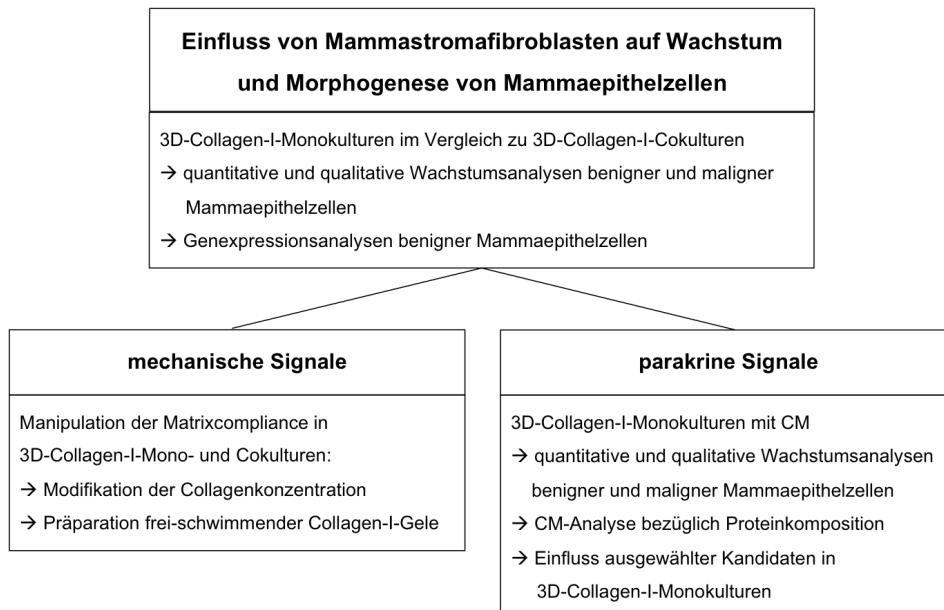 Einfluss von Mammastromafibroblasten auf Wachstum
und Morphogenese von Mammaepithelzellen
3D-Collagen-I-Monokulturen im Vergleich zu 3D-Collagen-I-Cokulturen
→ quantitative und qualitative Wachstumsanalysen benigner und maligner
Mammaepithelzellen
→ Genexpressionsanalysen benigner Mammaepithelzellen
mechanische Signale
Manipulation der Matrixcompliance in
3D-Collagen-I-Mono- und Cokulturen:
→ Modifikation der Collagenkonzentration
→ Präparation frei-schwimmender Collagen-I-Gele
parakrine Signale
3D-Collagen-I-Monokulturen mit CM
→ quantitative und qualitative Wachstumsanalysen
benigner und maligner Mammaepithelzellen
→ CM-Analyse bezüglich Proteinkomposition
→ Einfluss ausgewählter Kandidaten in
3D-Collagen-I-Monokulturen